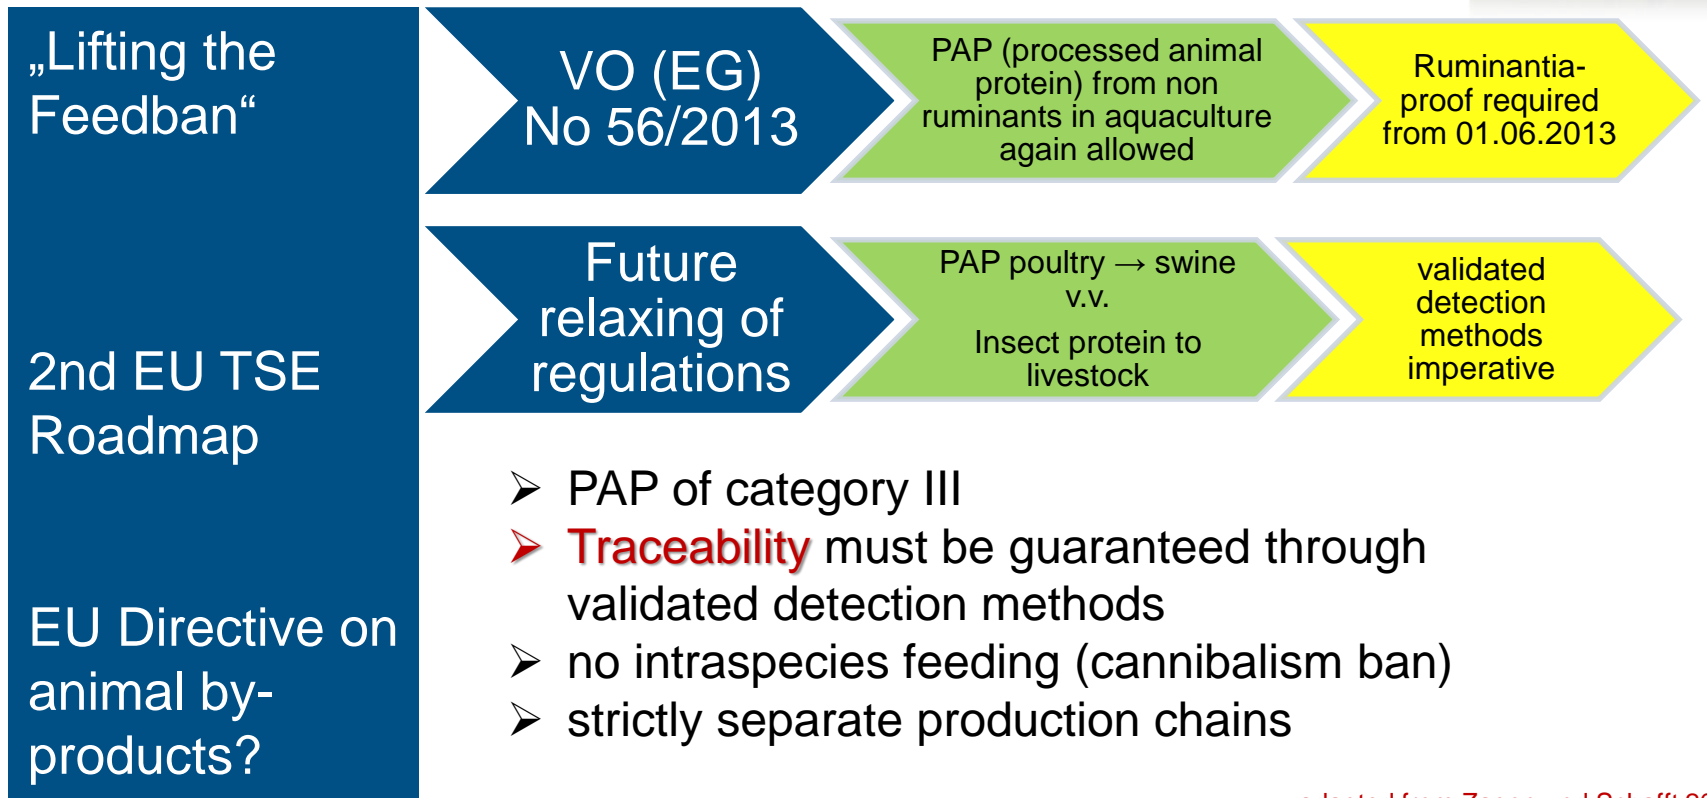 „Lifting the
Feedban“
2nd EU TSE
Roadmap
EU Directive on
animal by-
products?
VO (EG)
No 56/2013
PAP (processed animal
protein) from non
ruminants in aquaculture
again allowed
Ruminantia-
proof required
from 01.06.2013
Future
relaxing of
regulations
PAP poultry → swine
v.v.
Insect protein to
livestock
validated
detection
methods
imperative
➢ PAP of category III
➢ Traceability must be guaranteed through
validated detection methods
➢ no intraspecies feeding (cannibalism ban)
➢ strictly separate production chains